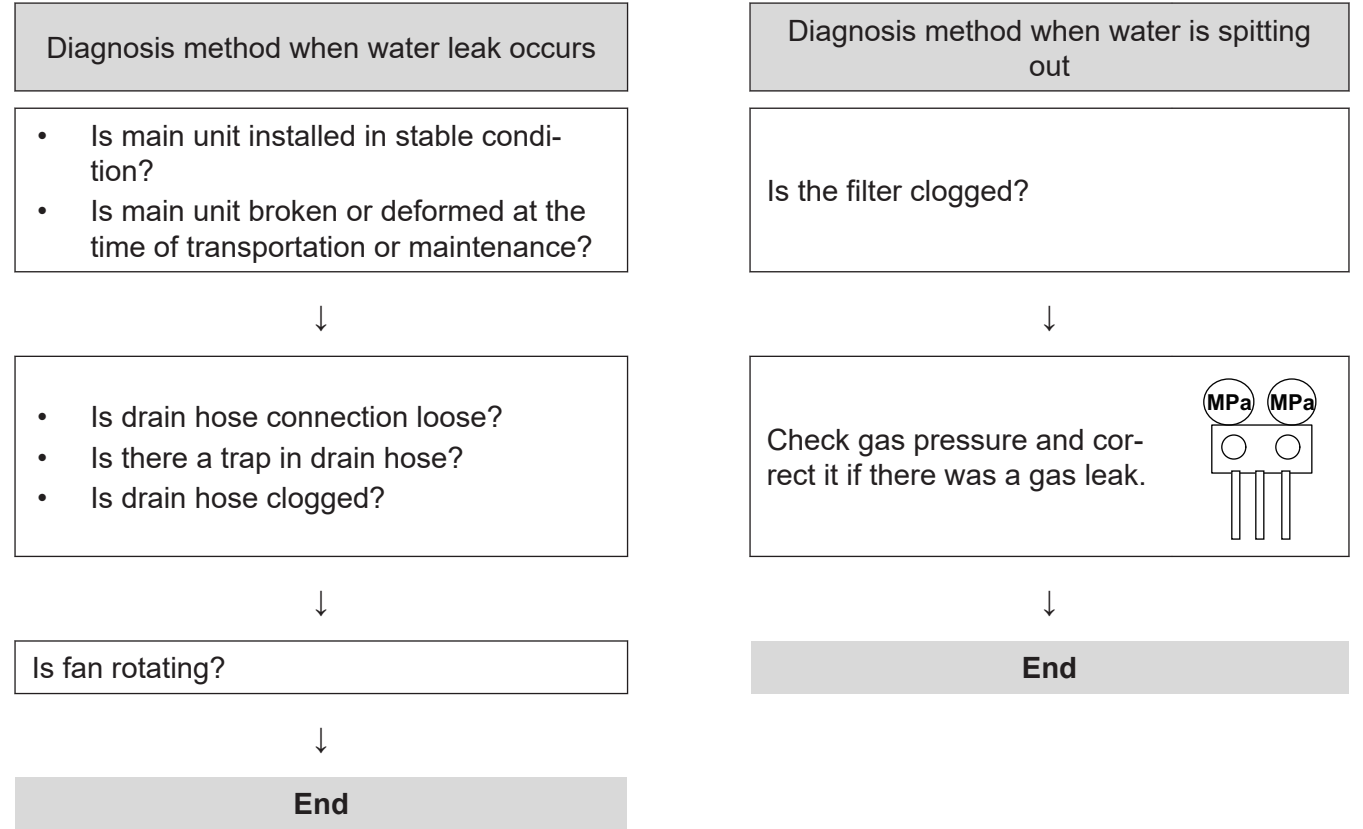 Diagnosis method when water leak occurs
• Is main unit installed in stable condi-
tion?
• Is main unit broken or deformed at the
time of transportation or maintenance?
↓
• Is drain hose connection loose?
• Is there a trap in drain hose?
• Is drain hose clogged?
↓
Is fan rotating?
↓
End
Diagnosis method when water is spitting
out
Is the filter clogged?
↓
Check gas pressure and cor-
rect it if there was a gas leak.
MPa MPa
↓
End